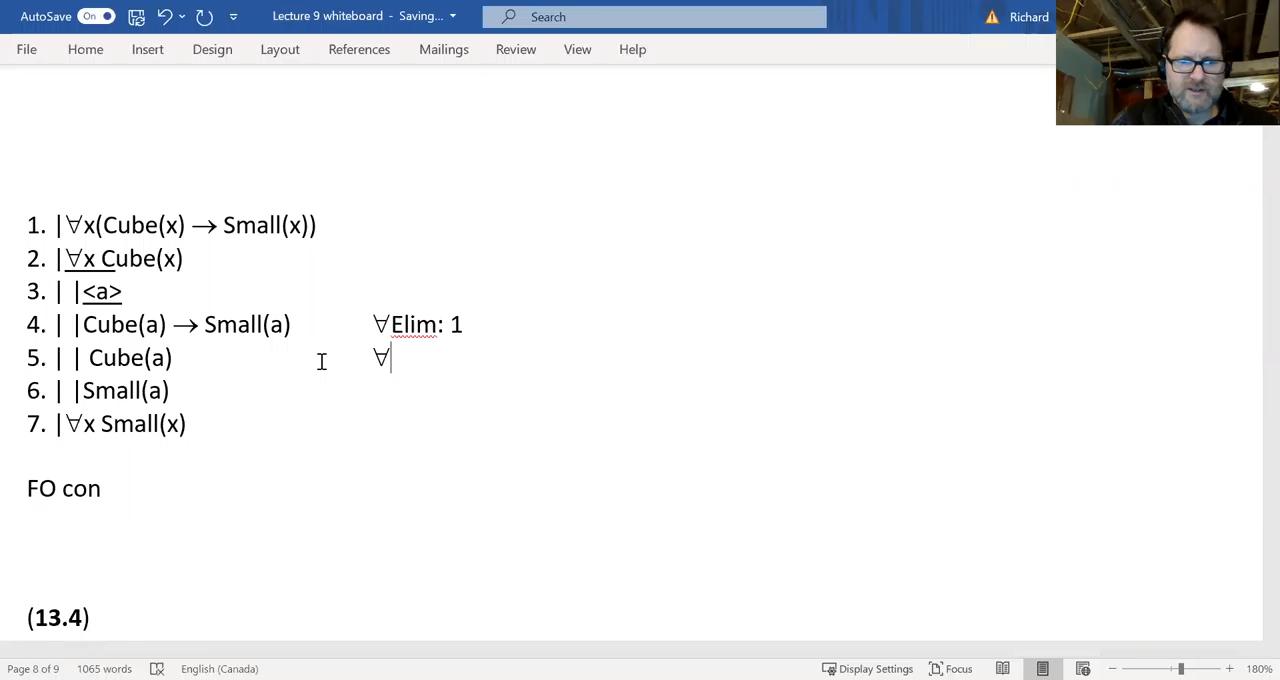 AutoSave On Lecture 9 whiteboard - Saving... Search Richard
File Home Insert Design Layout References Mailings Review View Help
1. |∀x(Cube(x) → Small(x))
2. |∀x Cube(x)
3. | |<a>
4. | |Cube(a) → Small(a) ∀Elim: 1
5. | | Cube(a) ∀
6. | |Small(a)
7. |∀x Small(x)
FO con
(13.4)
Page 8 of 9 1065 words English (Canada) Display Settings Focus 180%